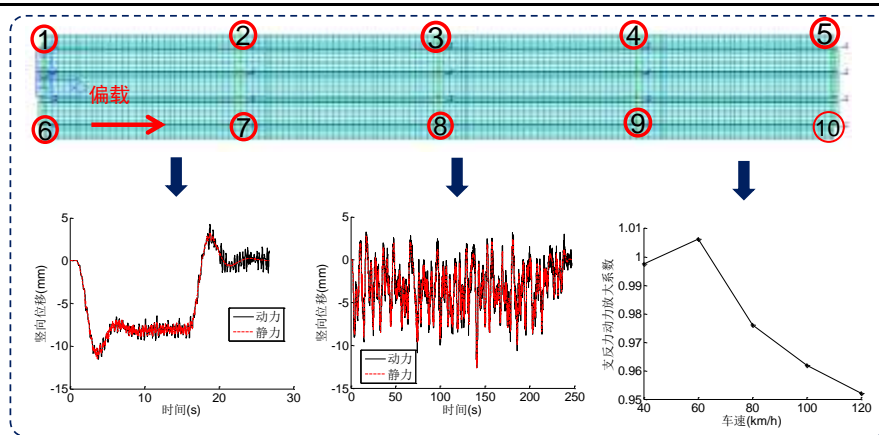 1 2 3 4 5
偏载
6 7 8 9 10
5
0
-5
-10
-15
竖向位移(mm)
动力
静力
0 10 20 30
时间(s)
5
0
-5
-10
-15
竖向位移(mm)
动力
静力
0 50 100 150 200 250
时间(s)
1.01
1
0.99
0.98
0.97
0.96
0.95
支反力动力放大系数
40 60 80 100 120
车速(km/h)